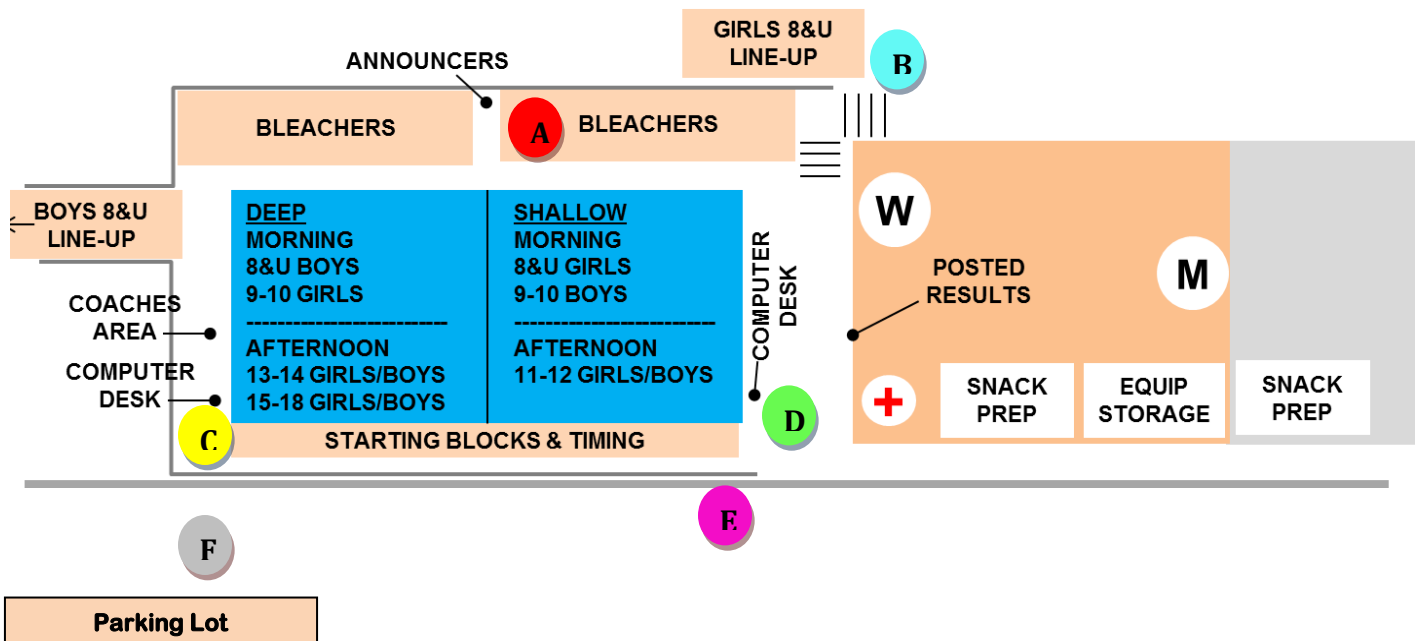 GIRLS 8&U
LINE-UP
B
ANNOUNCERS
BLEACHERS
A
BLEACHERS
BOYS 8&U
LINE-UP
DEEP
MORNING
8&U BOYS
9-10 GIRLS
----------------------------
AFTERNOON
13-14 GIRLS/BOYS
15-18 GIRLS/BOYS
SHALLOW
MORNING
8&U GIRLS
9-10 BOYS
----------------------------
AFTERNOON
11-12 GIRLS/BOYS
COMPUTER
DESK
W
M
POSTED
RESULTS
COACHES
AREA
COMPUTER
DESK
C
D
STARTING BLOCKS & TIMING
+
SNACK
PREP
EQUIP
STORAGE
SNACK
PREP
E
F
Parking Lot